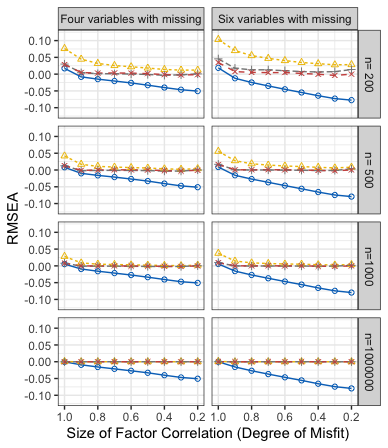 Four variables with missing
Six variables with missing
0.10
0.05
0.00
-0.05
-0.10
n= 200
0.10
0.05
0.00
-0.05
-0.10
n= 500
RMSEA
0.10
0.05
0.00
-0.05
-0.10
n=1000
0.10
0.05
0.00
-0.05
-0.10
n=1000000
1.0 0.8 0.6 0.4 0.2
1.0 0.8 0.6 0.4 0.2
Size of Factor Correlation (Degree of Misfit)